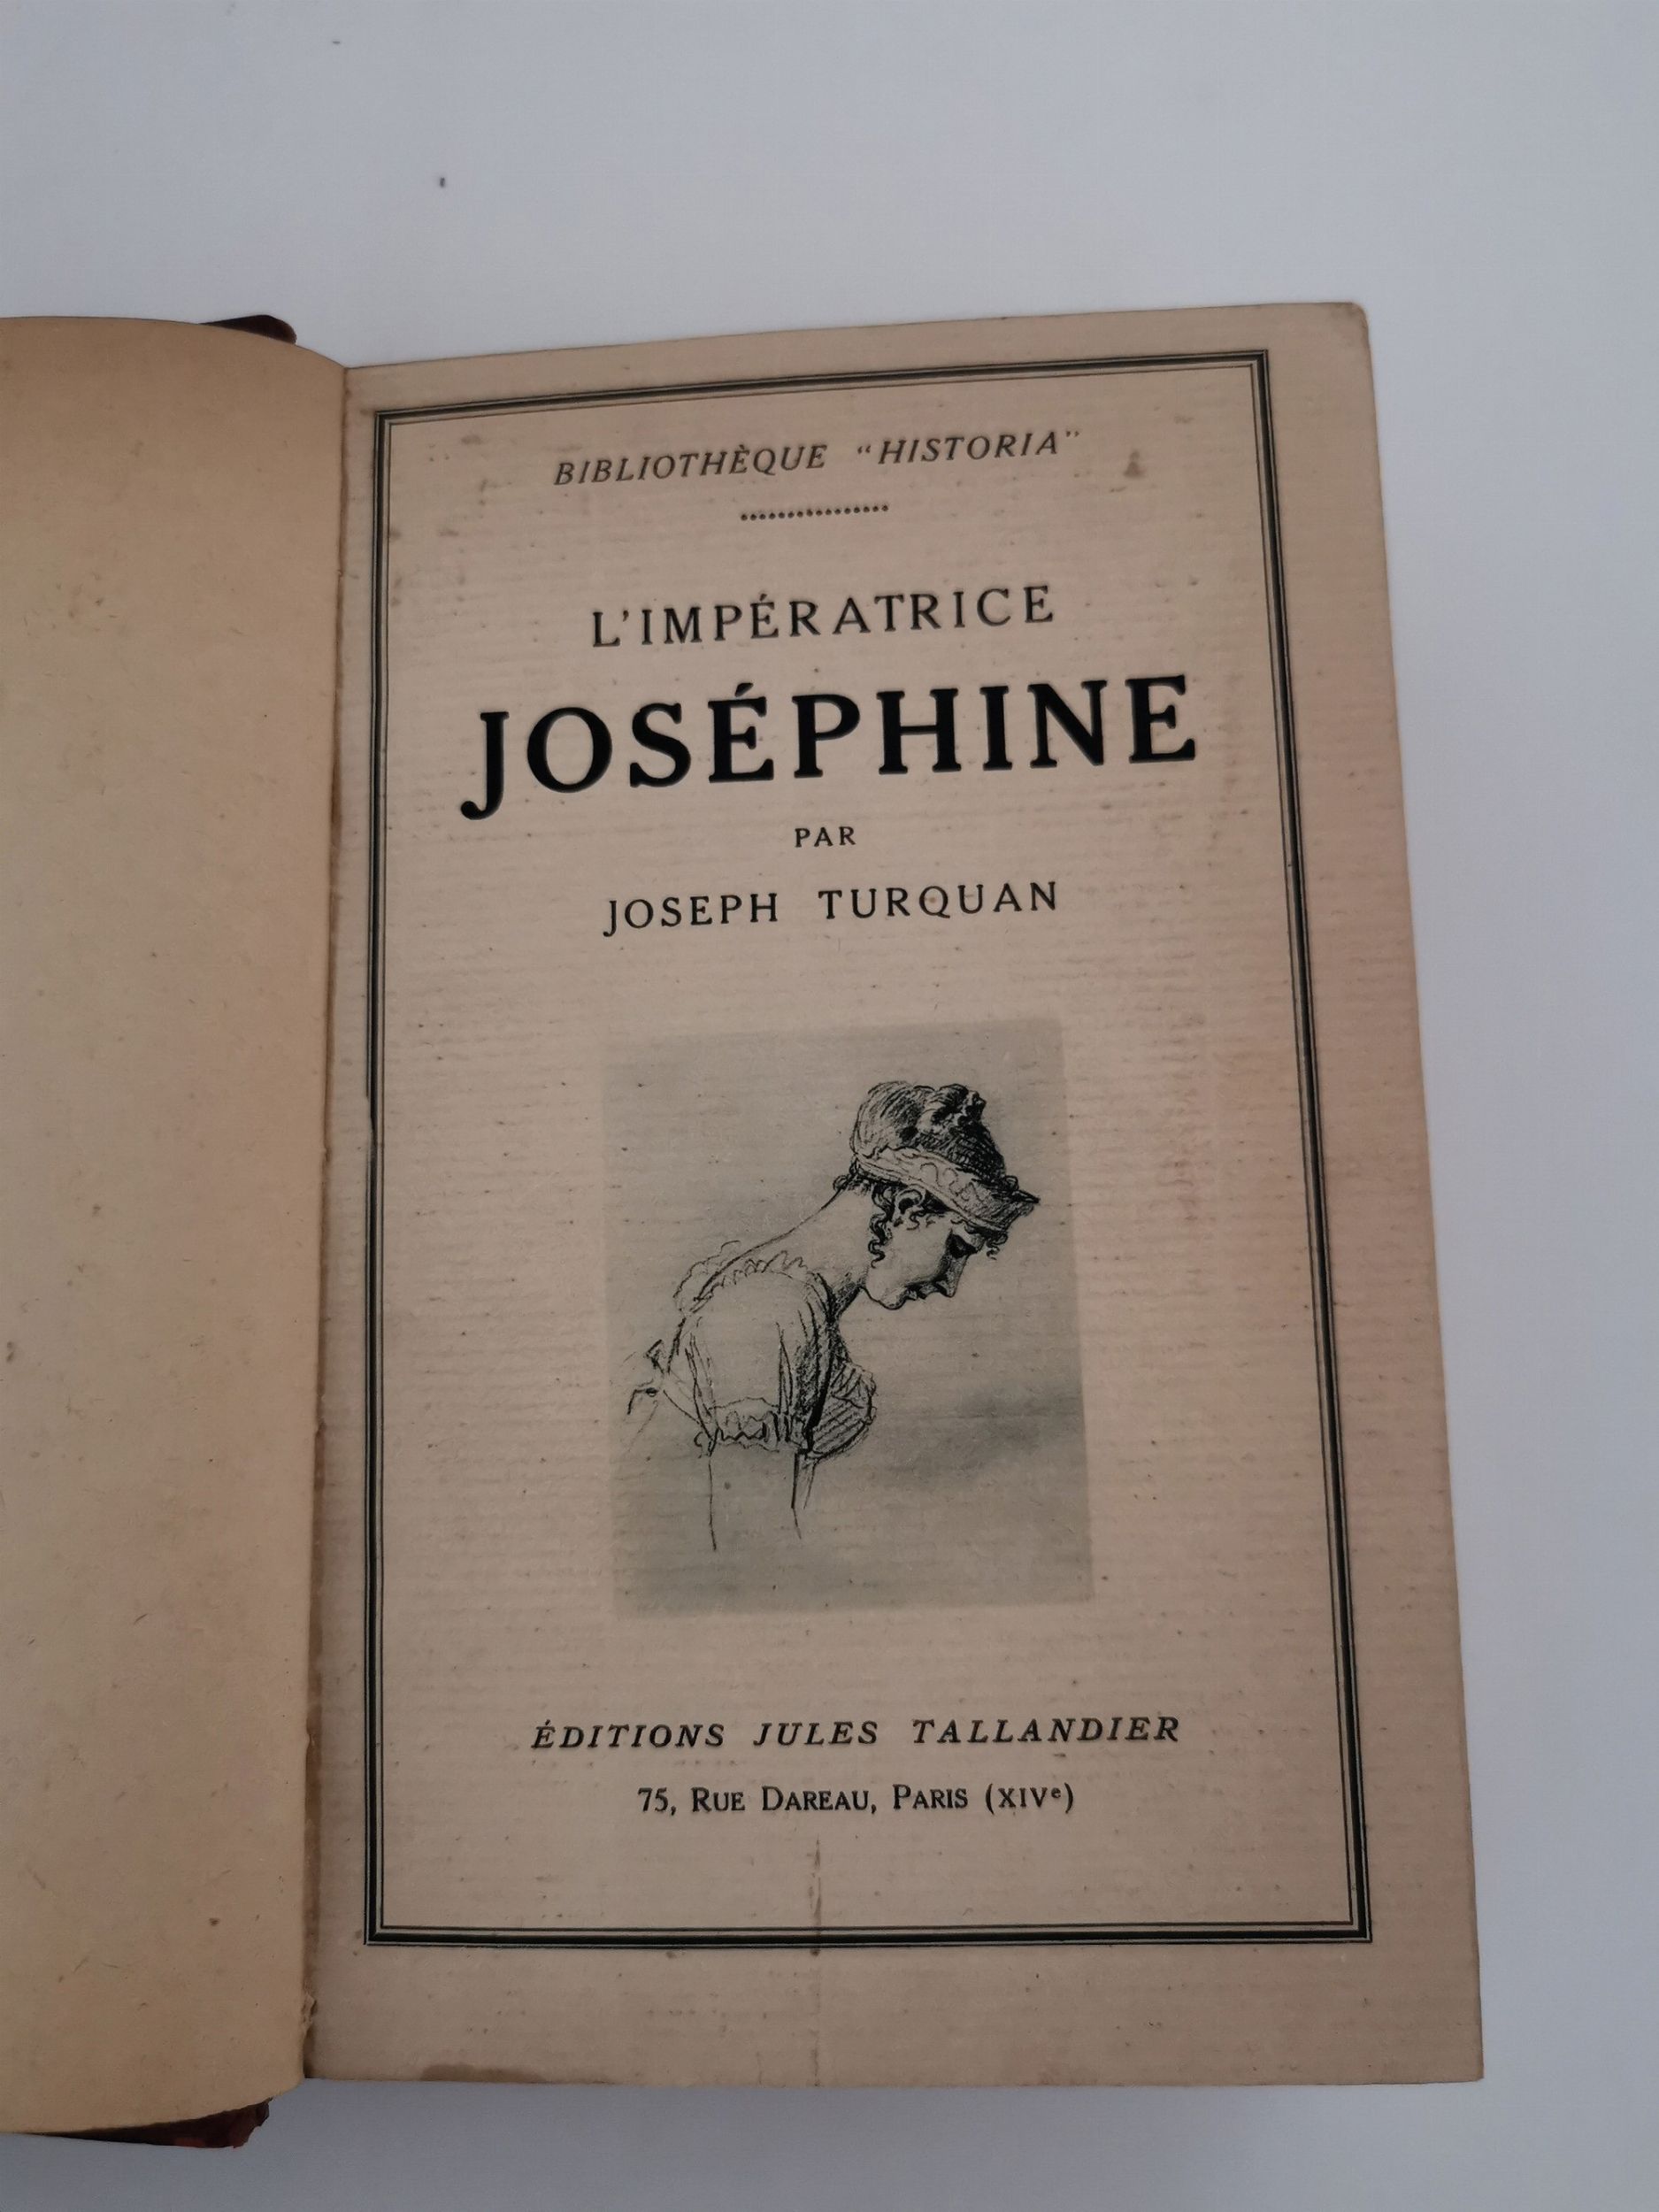 BIBLIOTHÈQUE “HISTORIA”
L'IMPÉRATRICE
JOSÉPHINE
PAR
JOSEPH TURQUAN
ÉDITIONS JULES TALLANDIER
75, RUE DAREAU, PARIS (XIVe)